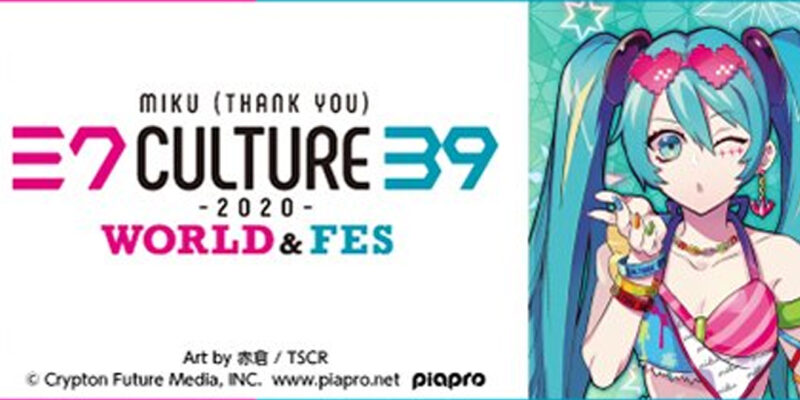 MIKU (THANK YOU)
ミクCULTURE39
-2020-
WORLD & FES
Art by 赤倉 / TSCR
© Crypton Future Media, INC. www.piapro.net piapro